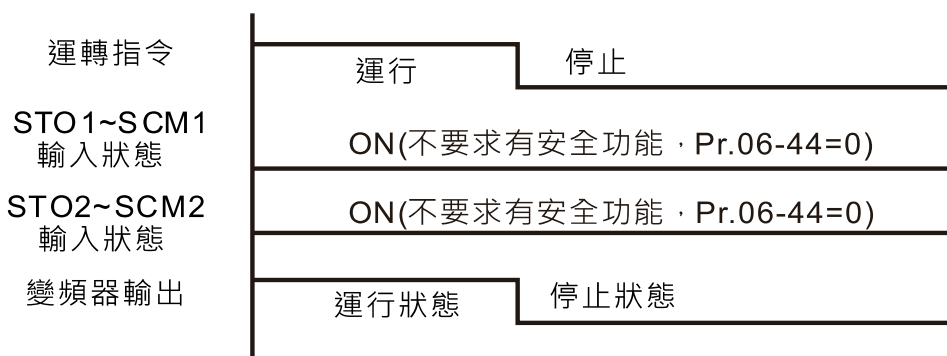 運轉指令
運行
停止
STO1~SCM1
輸入狀態
ON(不要求有安全功能，Pr.06-44=0)
STO2~SCM2
輸入狀態
ON(不要求有安全功能，Pr.06-44=0)
變頻器輸出
運行狀態
停止狀態